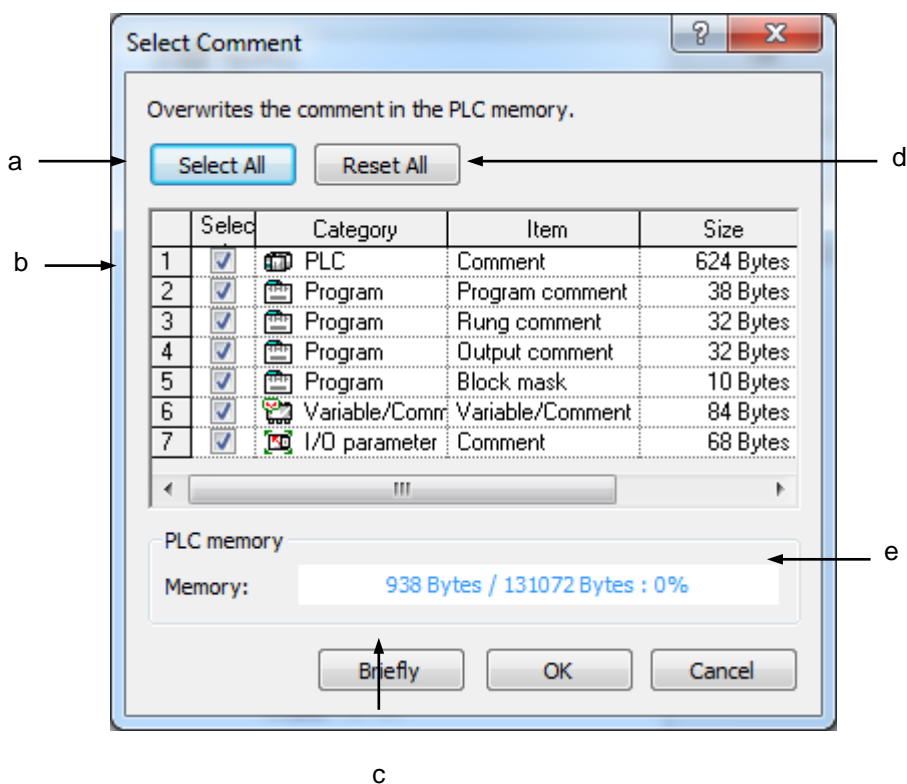 Select Comment
Overwrites the comment in the PLC memory.
a Select All Reset All d
Selec Category Item Size
b 1 PLC Comment 624 Bytes
2 Program Program comment 38 Bytes
3 Program Rung comment 32 Bytes
4 Program Output comment 32 Bytes
5 Program Block mask 10 Bytes
6 Variable/Comm Variable/Comment 84 Bytes
7 I/O parameter Comment 68 Bytes
PLC memory
e
Memory: 938 Bytes / 131072 Bytes : 0%
Briefly OK Cancel
c